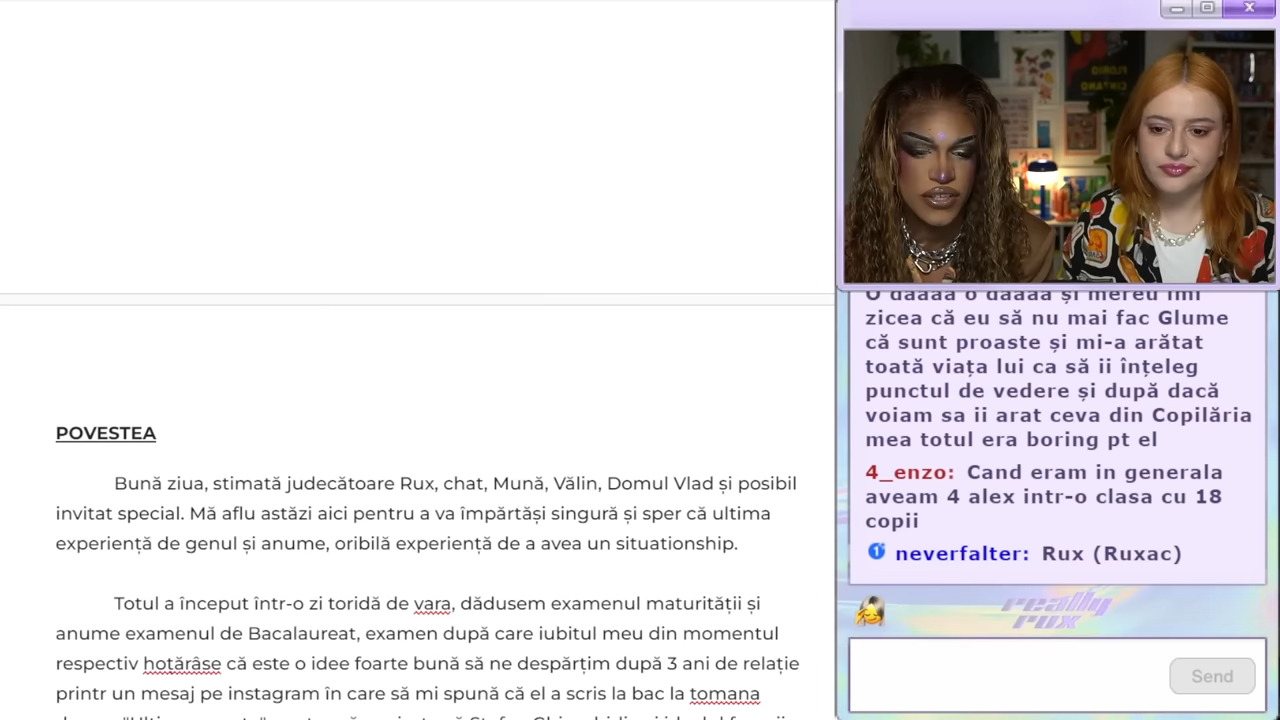 POVESTEA
Bună ziua, stimată judecătoare Rux, chat, Mună, Vălin, Domul Vlad și posibil
invitat special. Mă aflu astăzi aici pentru a va împărtăși singură și sper că ultima
experiență de genul și anume, oribilă experiență de a avea un situationship.
Totul a început într-o zi toridă de vara, dădusem examenul maturității și
anume examenul de Bacalaureat, examen după care iubitul meu din momentul
respectiv hotărâse că este o idee foarte bună să ne despărțim după 3 ani de relație
printr un mesaj pe instagram în care să mi spună că el a scris la bac la tomana
O daaaa o daaaa și mereu îmi
zicea că eu să nu mai fac Glume
că sunt proaste și mi-a arătat
toată viața lui ca să ii înțeleg
punctul de vedere și după dacă
voiam sa ii arat ceva din Copilăria
mea totul era boring pt el
4_enzo: Cand eram in generala
aveam 4 alex intr-o clasa cu 18
copii
neverfalter: Rux (Ruxac)
really
rux
Send